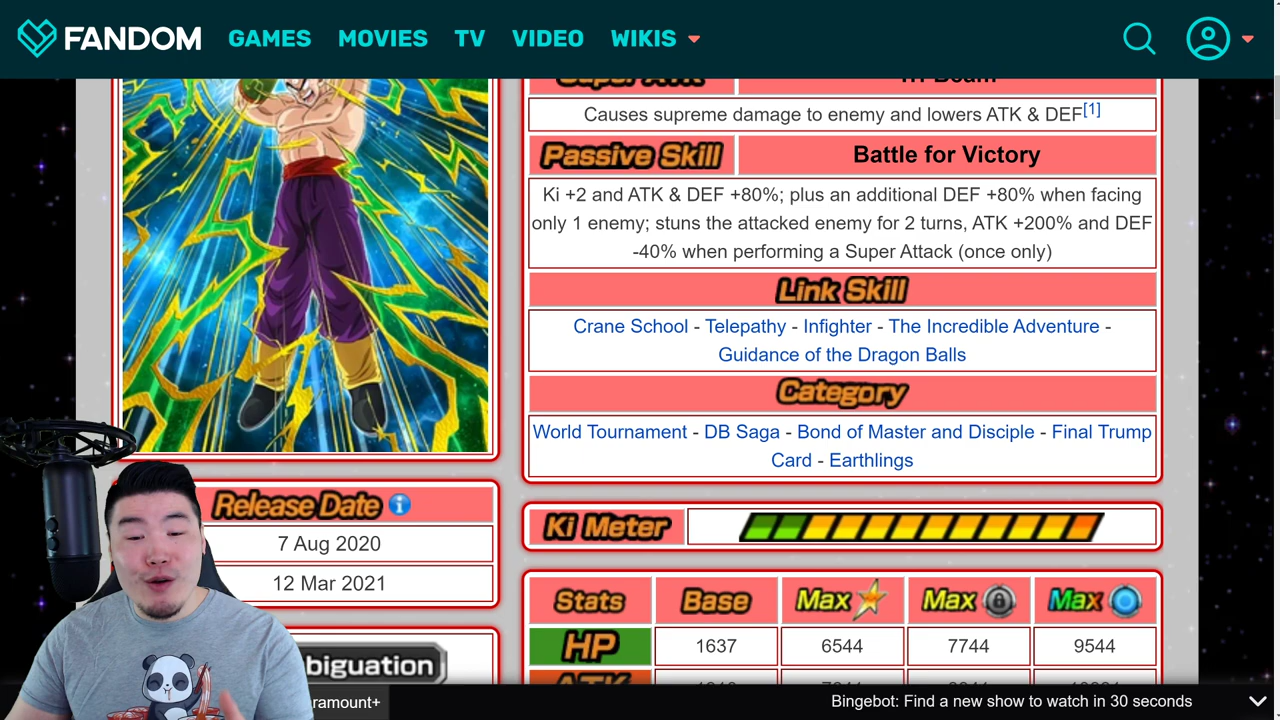 FANDOM GAMES MOVIES TV VIDEO WIKIS
Causes supreme damage to enemy and lowers ATK & DEF[1]
Passive Skill
Battle for Victory
Ki +2 and ATK & DEF +80%; plus an additional DEF +80% when facing
only 1 enemy; stuns the attacked enemy for 2 turns, ATK +200% and DEF
-40% when performing a Super Attack (once only)
Link Skill
Crane School - Telepathy - Infighter - The Incredible Adventure -
Guidance of the Dragon Balls
Category
World Tournament - DB Saga - Bond of Master and Disciple - Final Trump
Card - Earthlings
Release Date i
7 Aug 2020
12 Mar 2021
Ki Meter
Stats Base Max Max Max
HP 1637 6544 7744 9544
ATK
biguation
ramount+
Bingebot: Find a new show to watch in 30 seconds